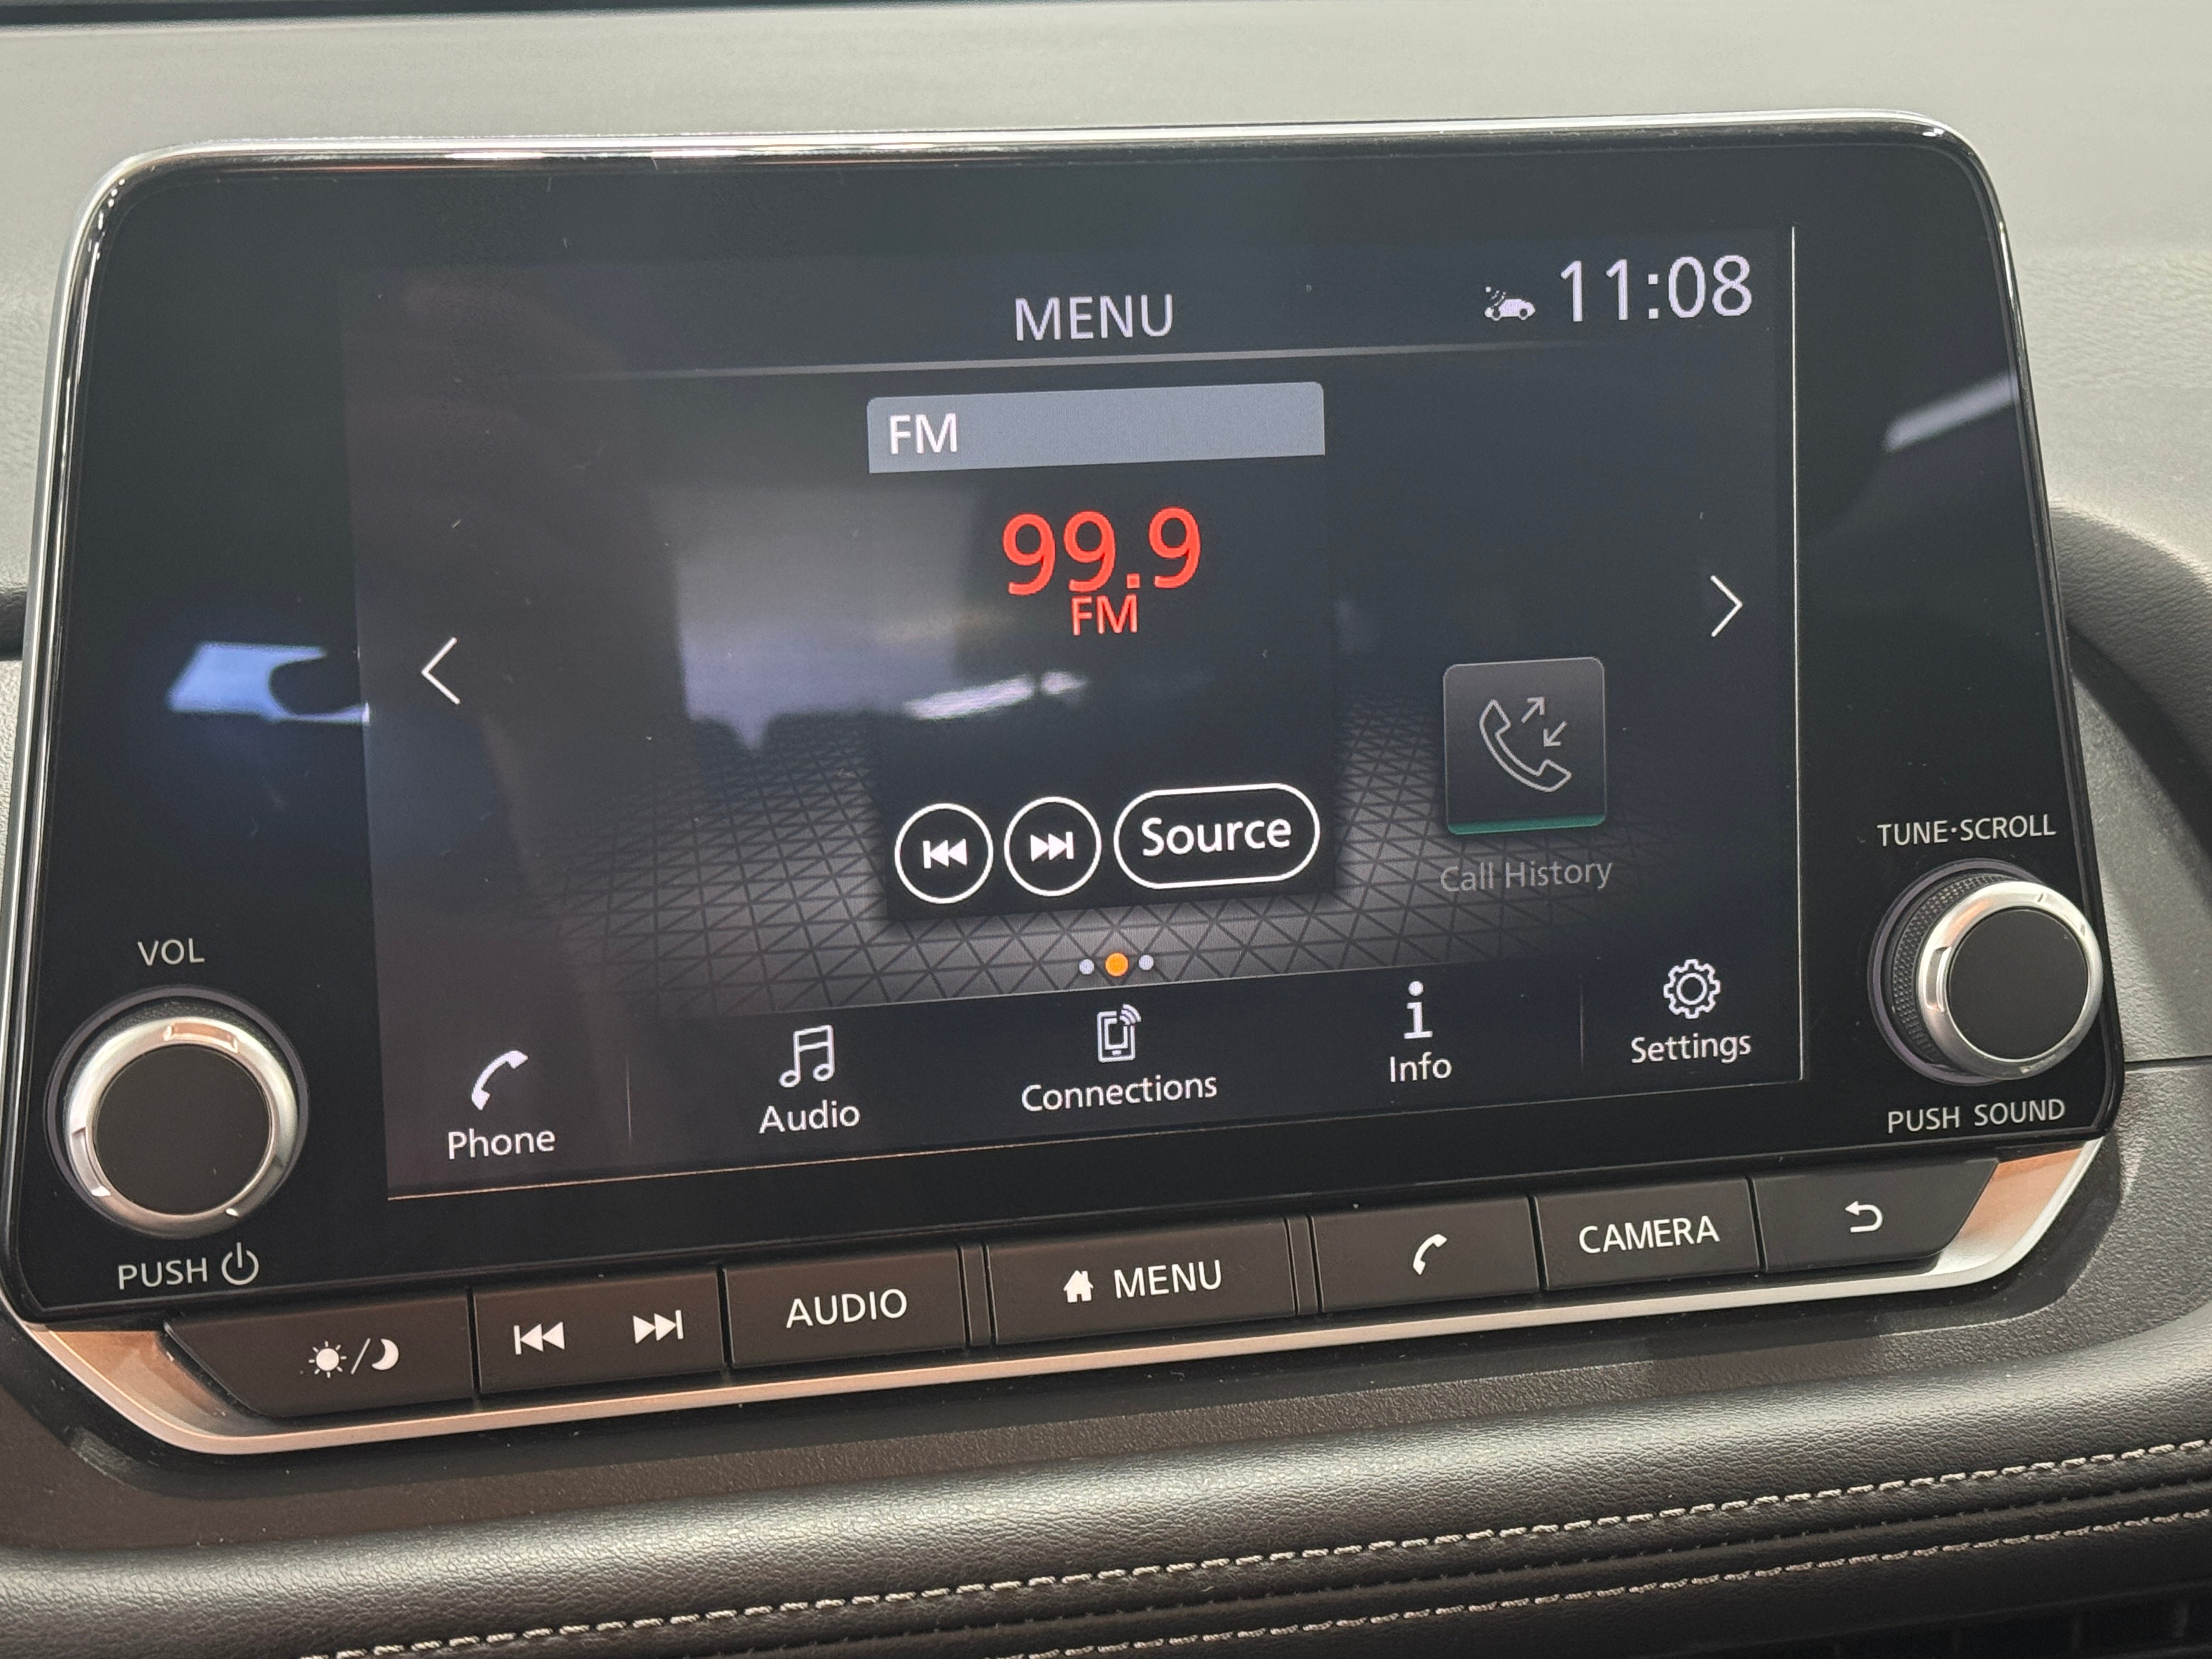 MENU
11:08
FM
99.9
FM
Source
Call History
Phone
Audio
Connections
Info
Settings
VOL
PUSH
TUNE·SCROLL
PUSH SOUND
AUDIO
MENU
CAMERA